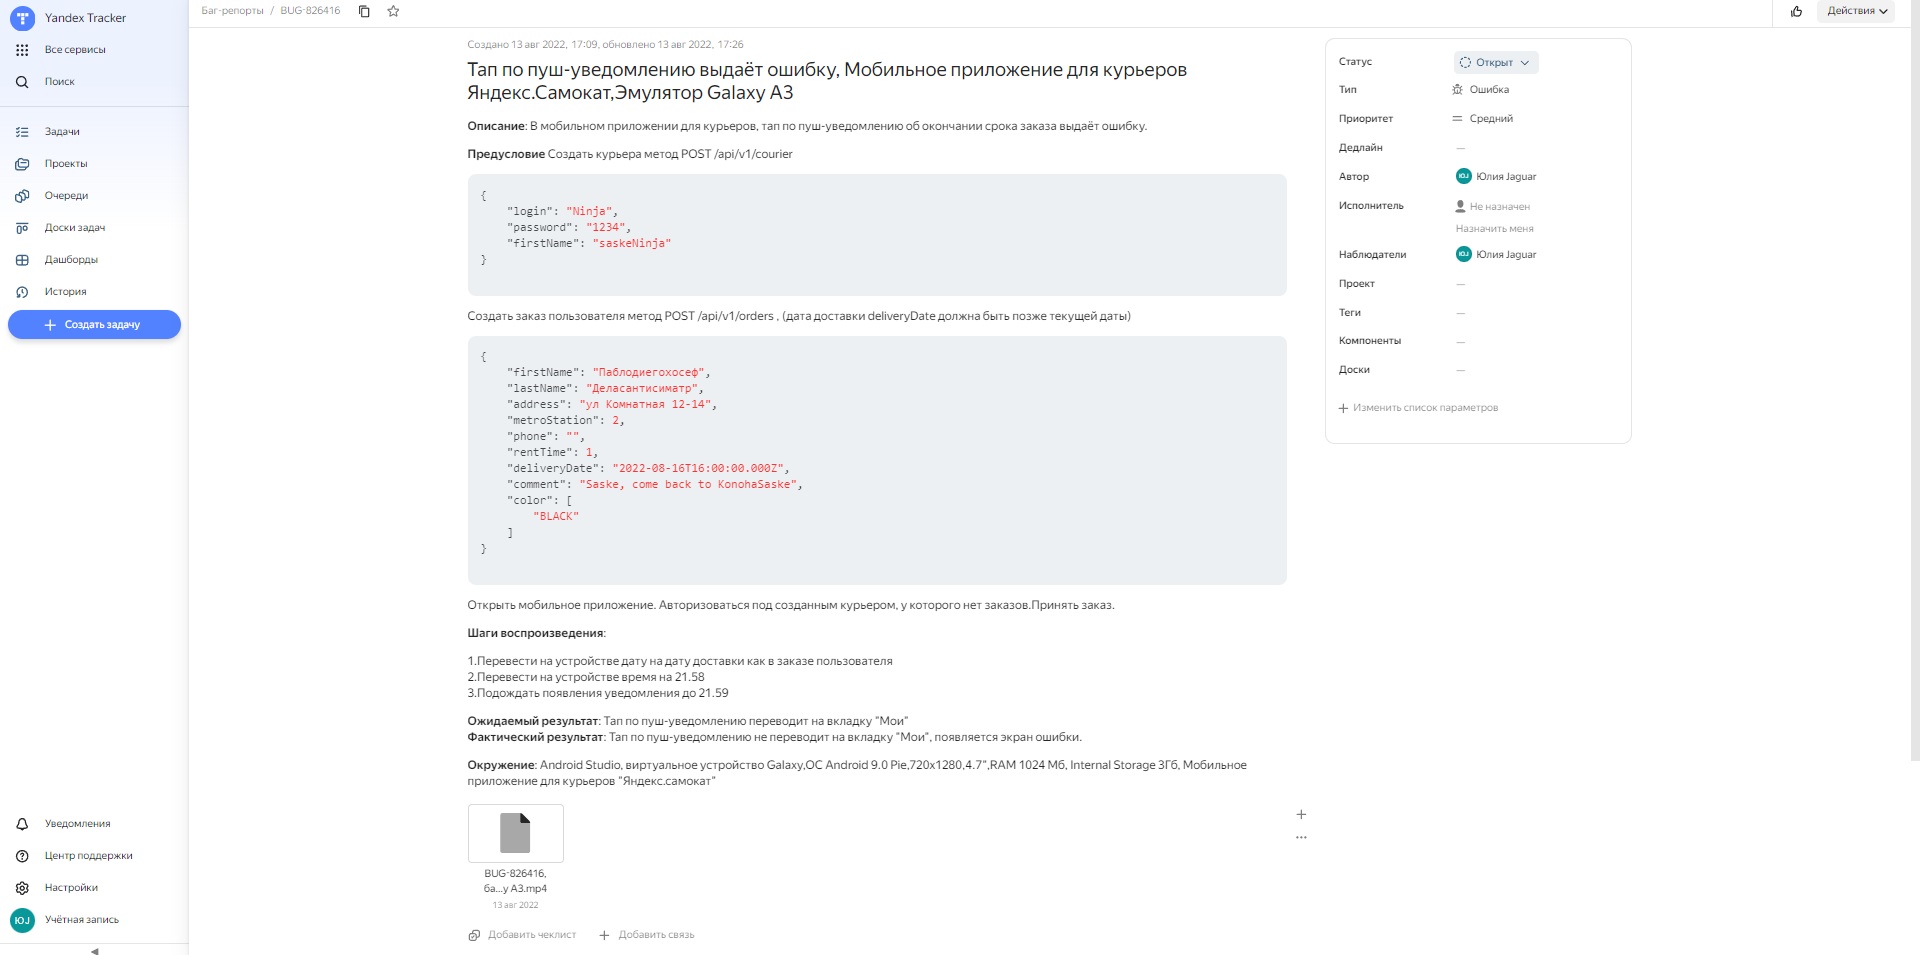 Yandex Tracker
Все сервисы
Поиск
Задачи
Проекты
Очереди
Доски задач
Дашборды
История
Создать задачу
Уведомления
Центр поддержки
Настройки
ЮJ Учётная запись
Баг-репорты / BUG-826416
Действия
Создано 13 авг 2022, 17:09, обновлено 13 авг 2022, 17:26
Тап по пуш-уведомлению выдаёт ошибку, Мобильное приложение для курьеров
Яндекс.Самокат,Эмулятор Galaxy A3
Описание: В мобильном приложении для курьеров, тап по пуш-уведомлению об окончании срока заказа выдаёт ошибку.
Предусловие Создать курьера метод POST /api/v1/courier
{
"login": "Ninja",
"password": "1234",
"firstName": "saskeNinja"
}
Создать заказ пользователя метод POST /api/v1/orders , (дата доставки deliveryDate должна быть позже текущей даты)
{
"firstName": "Паблодиегохосеф",
"lastName": "Деласантисиматр",
"address": "ул Комнатная 12-14",
"metroStation": 2,
"phone": "",
"rentTime": 1,
"deliveryDate": "2022-08-16T16:00:00.000Z",
"comment": "Saske, come back to KonohaSaske",
"color": [
"BLACK"
]
}
Открыть мобильное приложение. Авторизоваться под созданным курьером, у которого нет заказов.Принять заказ.
Шаги воспроизведения:
1.Перевести на устройстве дату на дату доставки как в заказе пользователя
2.Перевести на устройстве время на 21.58
3.Подождать появления уведомления до 21.59
Ожидаемый результат: Тап по пуш-уведомлению переводит на вкладку "Мои"
Фактический результат: Тап по пуш-уведомлению не переводит на вкладку "Мои", появляется экран ошибки.
Окружение: Android Studio, виртуальное устройство Galaxy,ОС Android 9.0 Pie,720x1280,4.7",RAM 1024 Мб, Internal Storage 3Гб, Мобильное
приложение для курьеров "Яндекс.самокат"
BUG-826416,
ба...y A3.mp4
13 авг 2022
Добавить чеклист
Добавить связь
Статус Открыт
Тип Ошибка
Приоритет Средний
Дедлайн —
Автор ЮJ Юлия Jaguar
Исполнитель Не назначен
Назначить меня
Наблюдатели ЮJ Юлия Jaguar
Проект —
Теги —
Компоненты —
Доски —
Изменить список параметров